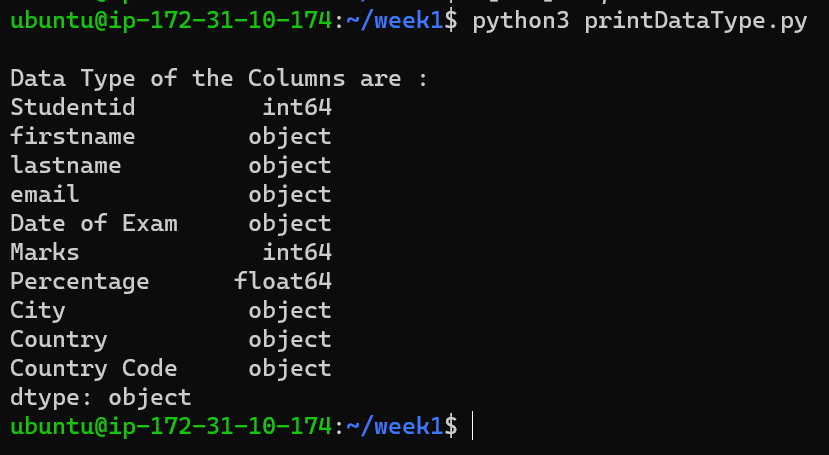 ubuntu@ip-172-31-10-174:~/week1$ python3 printDataType.py
Data Type of the Columns are :
Studentid         int64
firstname        object
lastname         object
email            object
Date of Exam     object
Marks             int64
Percentage      float64
City             object
Country          object
Country Code     object
dtype: object
ubuntu@ip-172-31-10-174:~/week1$